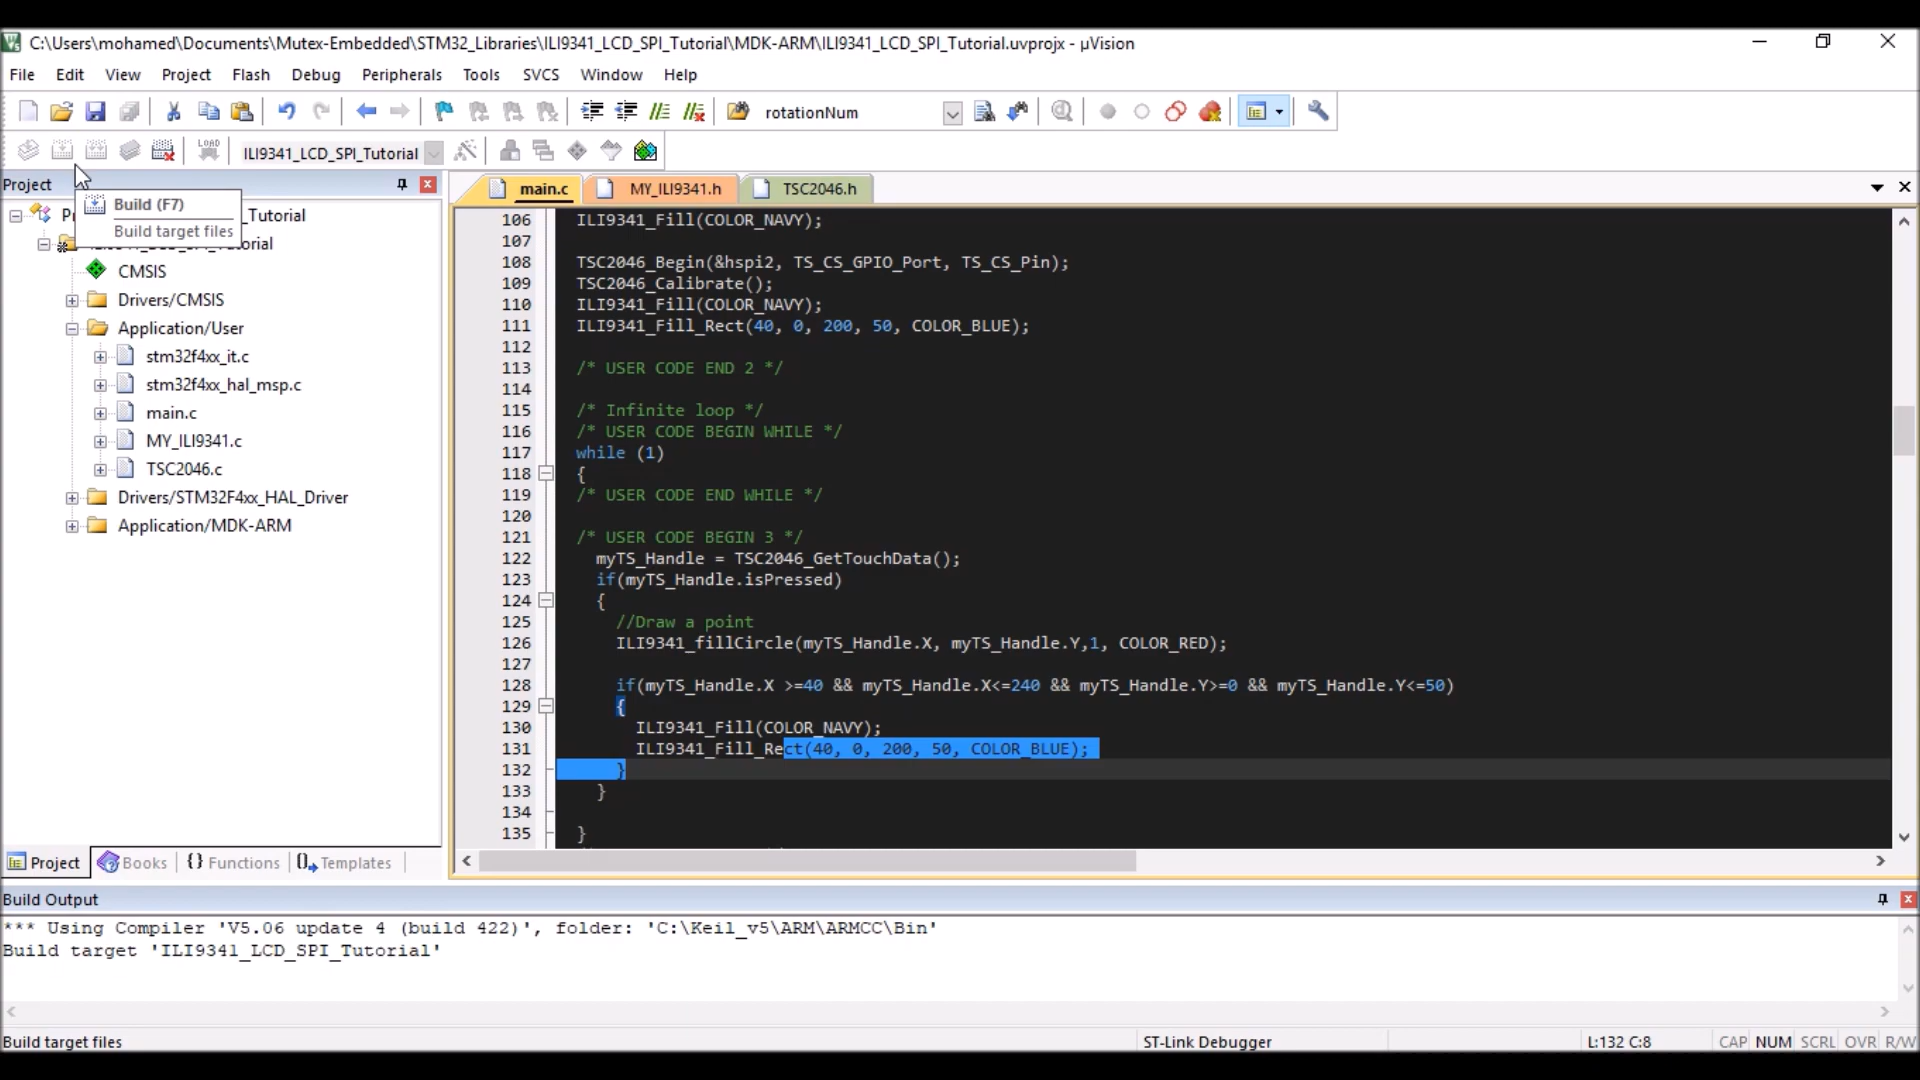 C:\Users\mohamed\Documents\Mutex-Embedded\STM32_Libraries\ILI9341_LCD_SPI_Tutorial\MDK-ARM\ILI9341_LCD_SPI_Tutorial.uvprojx - µVision
File Edit View Project Flash Debug Peripherals Tools SVCS Window Help
rotationNum
LOAD ILI9341_LCD_SPI_Tutorial
Project
Build (F7)
Build target files
_Tutorial
CMSIS
Drivers/CMSIS
Application/User
stm32f4xx_it.c
stm32f4xx_hal_msp.c
main.c
MY_ILI9341.c
TSC2046.c
Drivers/STM32F4xx_HAL_Driver
Application/MDK-ARM
Project Books {} Functions Templates
main.c MY_ILI9341.h TSC2046.h
106 ILI9341_Fill(COLOR_NAVY);
107
108 TSC2046_Begin(&hspi2, TS_CS_GPIO_Port, TS_CS_Pin);
109 TSC2046_Calibrate();
110 ILI9341_Fill(COLOR_NAVY);
111 ILI9341_Fill_Rect(40, 0, 200, 50, COLOR_BLUE);
112
113 /* USER CODE END 2 */
114
115 /* Infinite loop */
116 /* USER CODE BEGIN WHILE */
117 while (1)
118 {
119 /* USER CODE END WHILE */
120
121 /* USER CODE BEGIN 3 */
122 myTS_Handle = TSC2046_GetTouchData();
123 if(myTS_Handle.isPressed)
124 {
125 //Draw a point
126 ILI9341_fillCircle(myTS_Handle.X, myTS_Handle.Y,1, COLOR_RED);
127
128 if(myTS_Handle.X >=40 && myTS_Handle.X<=240 && myTS_Handle.Y>=0 && myTS_Handle.Y<=50)
129 {
130 ILI9341_Fill(COLOR_NAVY);
131 ILI9341_Fill_Rect(40, 0, 200, 50, COLOR_BLUE);
132 }
133 }
134
135 }
Build Output
*** Using Compiler 'V5.06 update 4 (build 422)', folder: 'C:\Keil_v5\ARM\ARMCC\Bin'
Build target 'ILI9341_LCD_SPI_Tutorial'
Build target files ST-Link Debugger L:132 C:8 CAP NUM SCRL OVR R/W